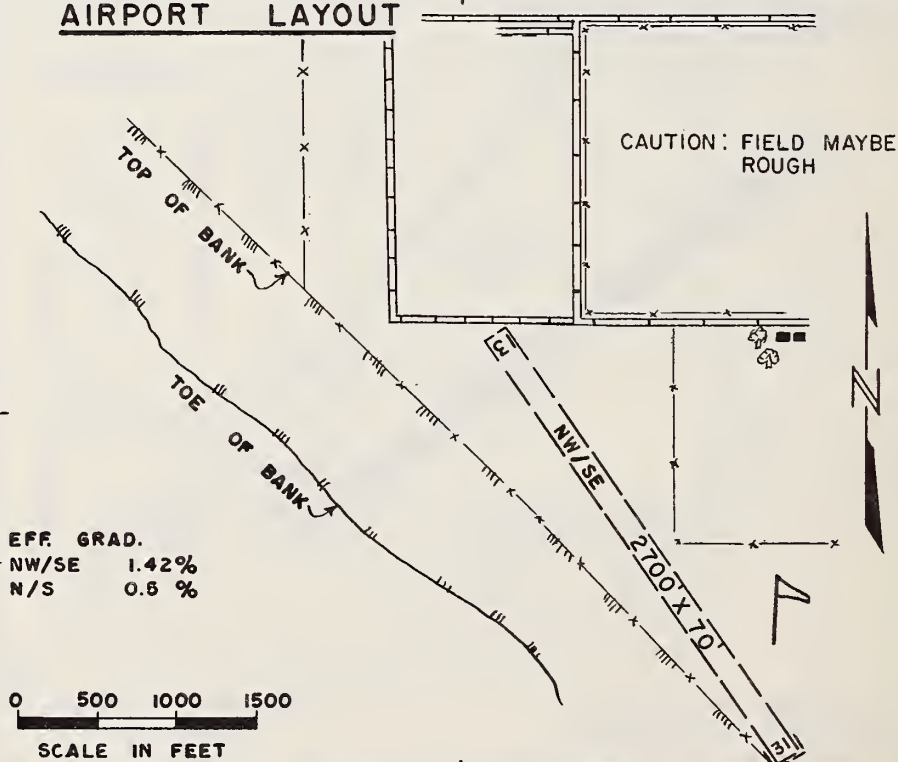 AIRPORT LAYOUT
CAUTION: FIELD MAYBE
ROUGH
TOP OF BANK
TOE OF BANK
NW/SE 2700' X 70'
31
N
EFF. GRAD.
NW/SE 1.42%
N/S 0.5 %
0 500 1000 1500
SCALE IN FEET